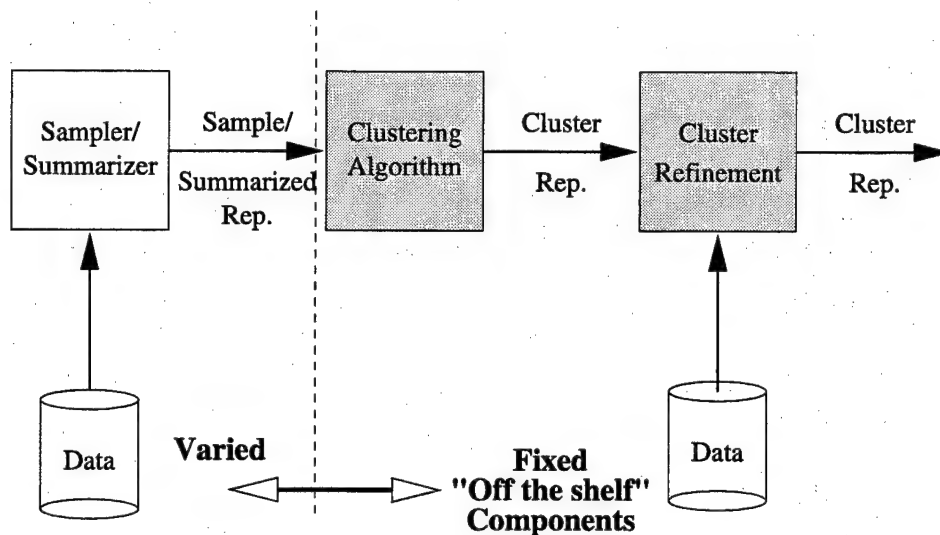 Sampler/
Summarizer
Sample/
Summarized
Rep.
Clustering
Algorithm
Cluster
Rep.
Cluster
Refinement
Cluster
Rep.
Data
Varied
Fixed
"Off the shelf"
Components
Data